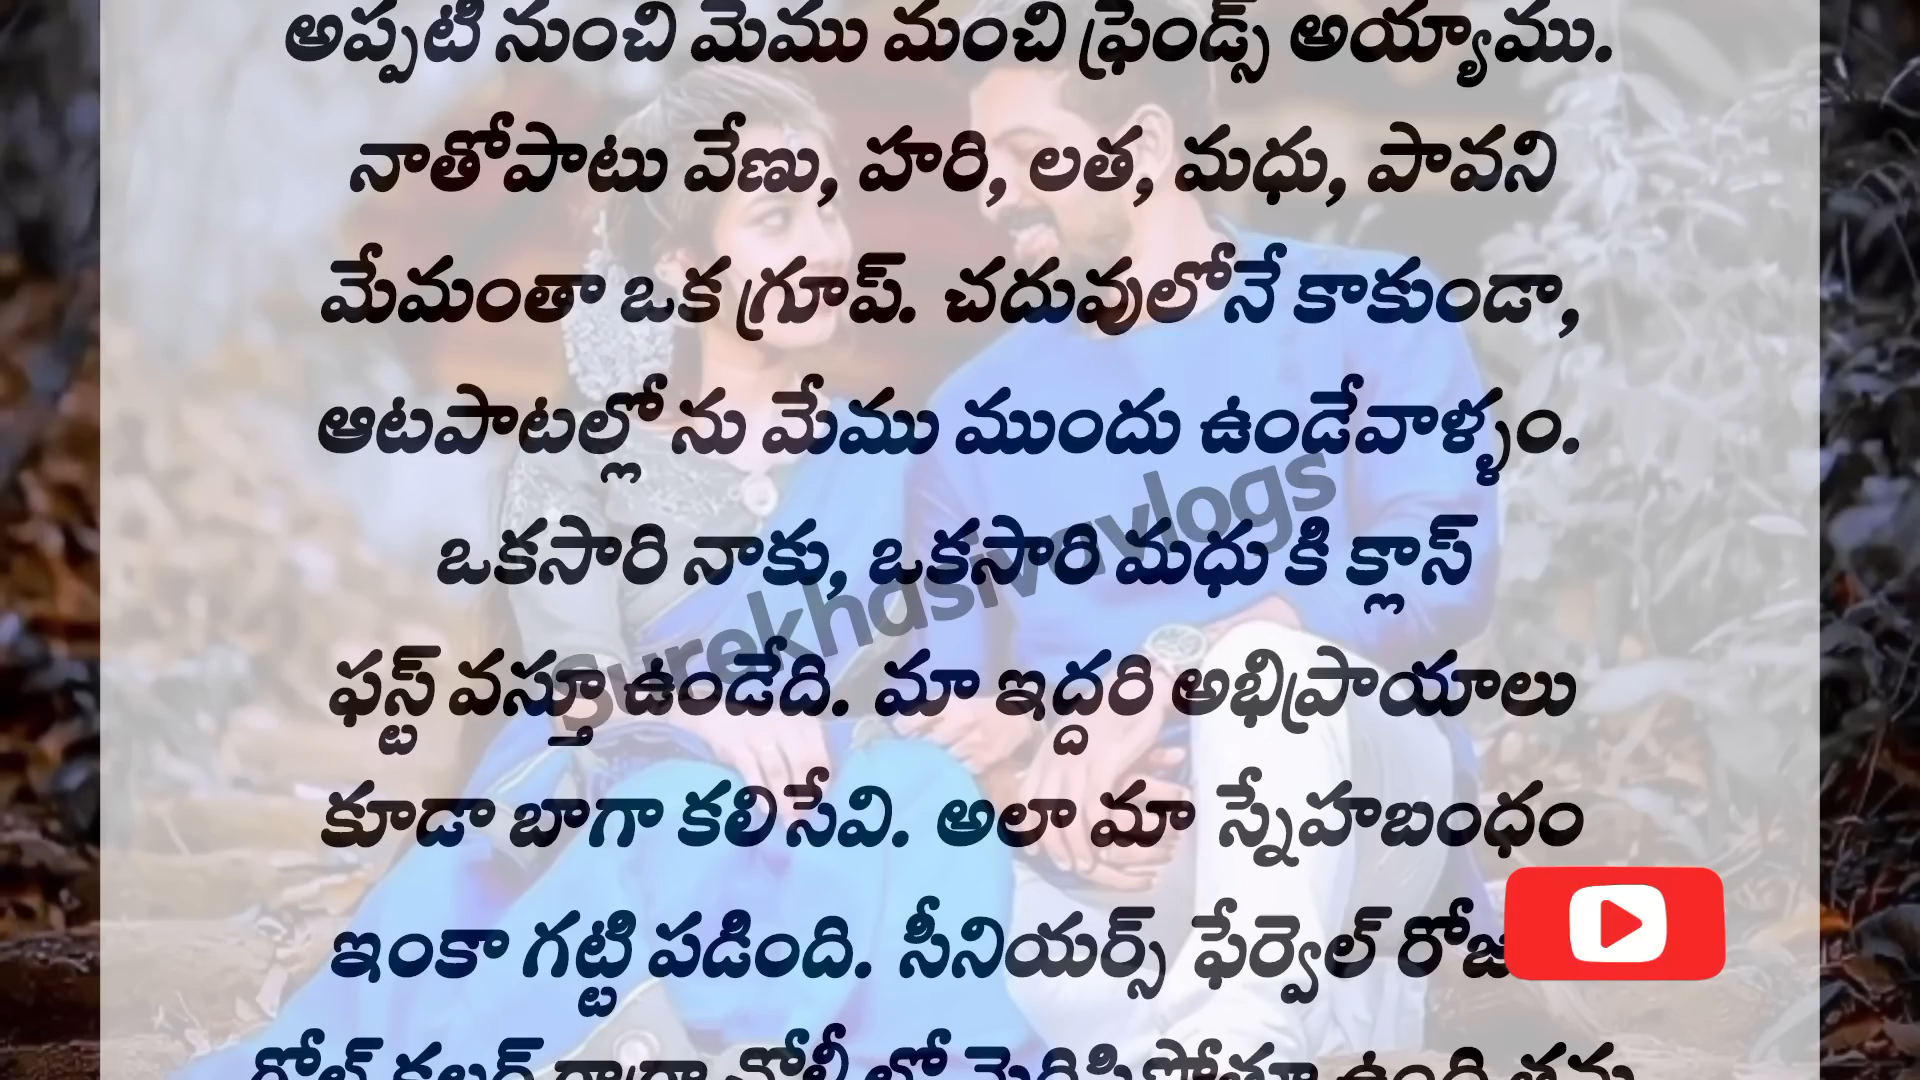 అప్పటి నుంచి మేము మంచి ఫ్రెండ్స్ అయ్యాము.
నాతోపాటు వేణు, హరి, లత, మధు, పావని
మేమంతా ఒక గ్రూప్. చదువులోనే కాకుండా,
ఆటపాటల్లో ను మేము ముందు ఉండేవాళ్ళం.
ఒకసారి నాకు, ఒకసారి మధు కి క్లాస్
ఫస్ట్ వస్తూ ఉండేది. మా ఇద్దరి అభిప్రాయాలు
కూడా బాగా కలిసేవి. అలా మా స్నేహబంధం
ఇంకా గట్టి పడింది. సీనియర్స్ ఫేర్వెల్
surekhasivavlogs